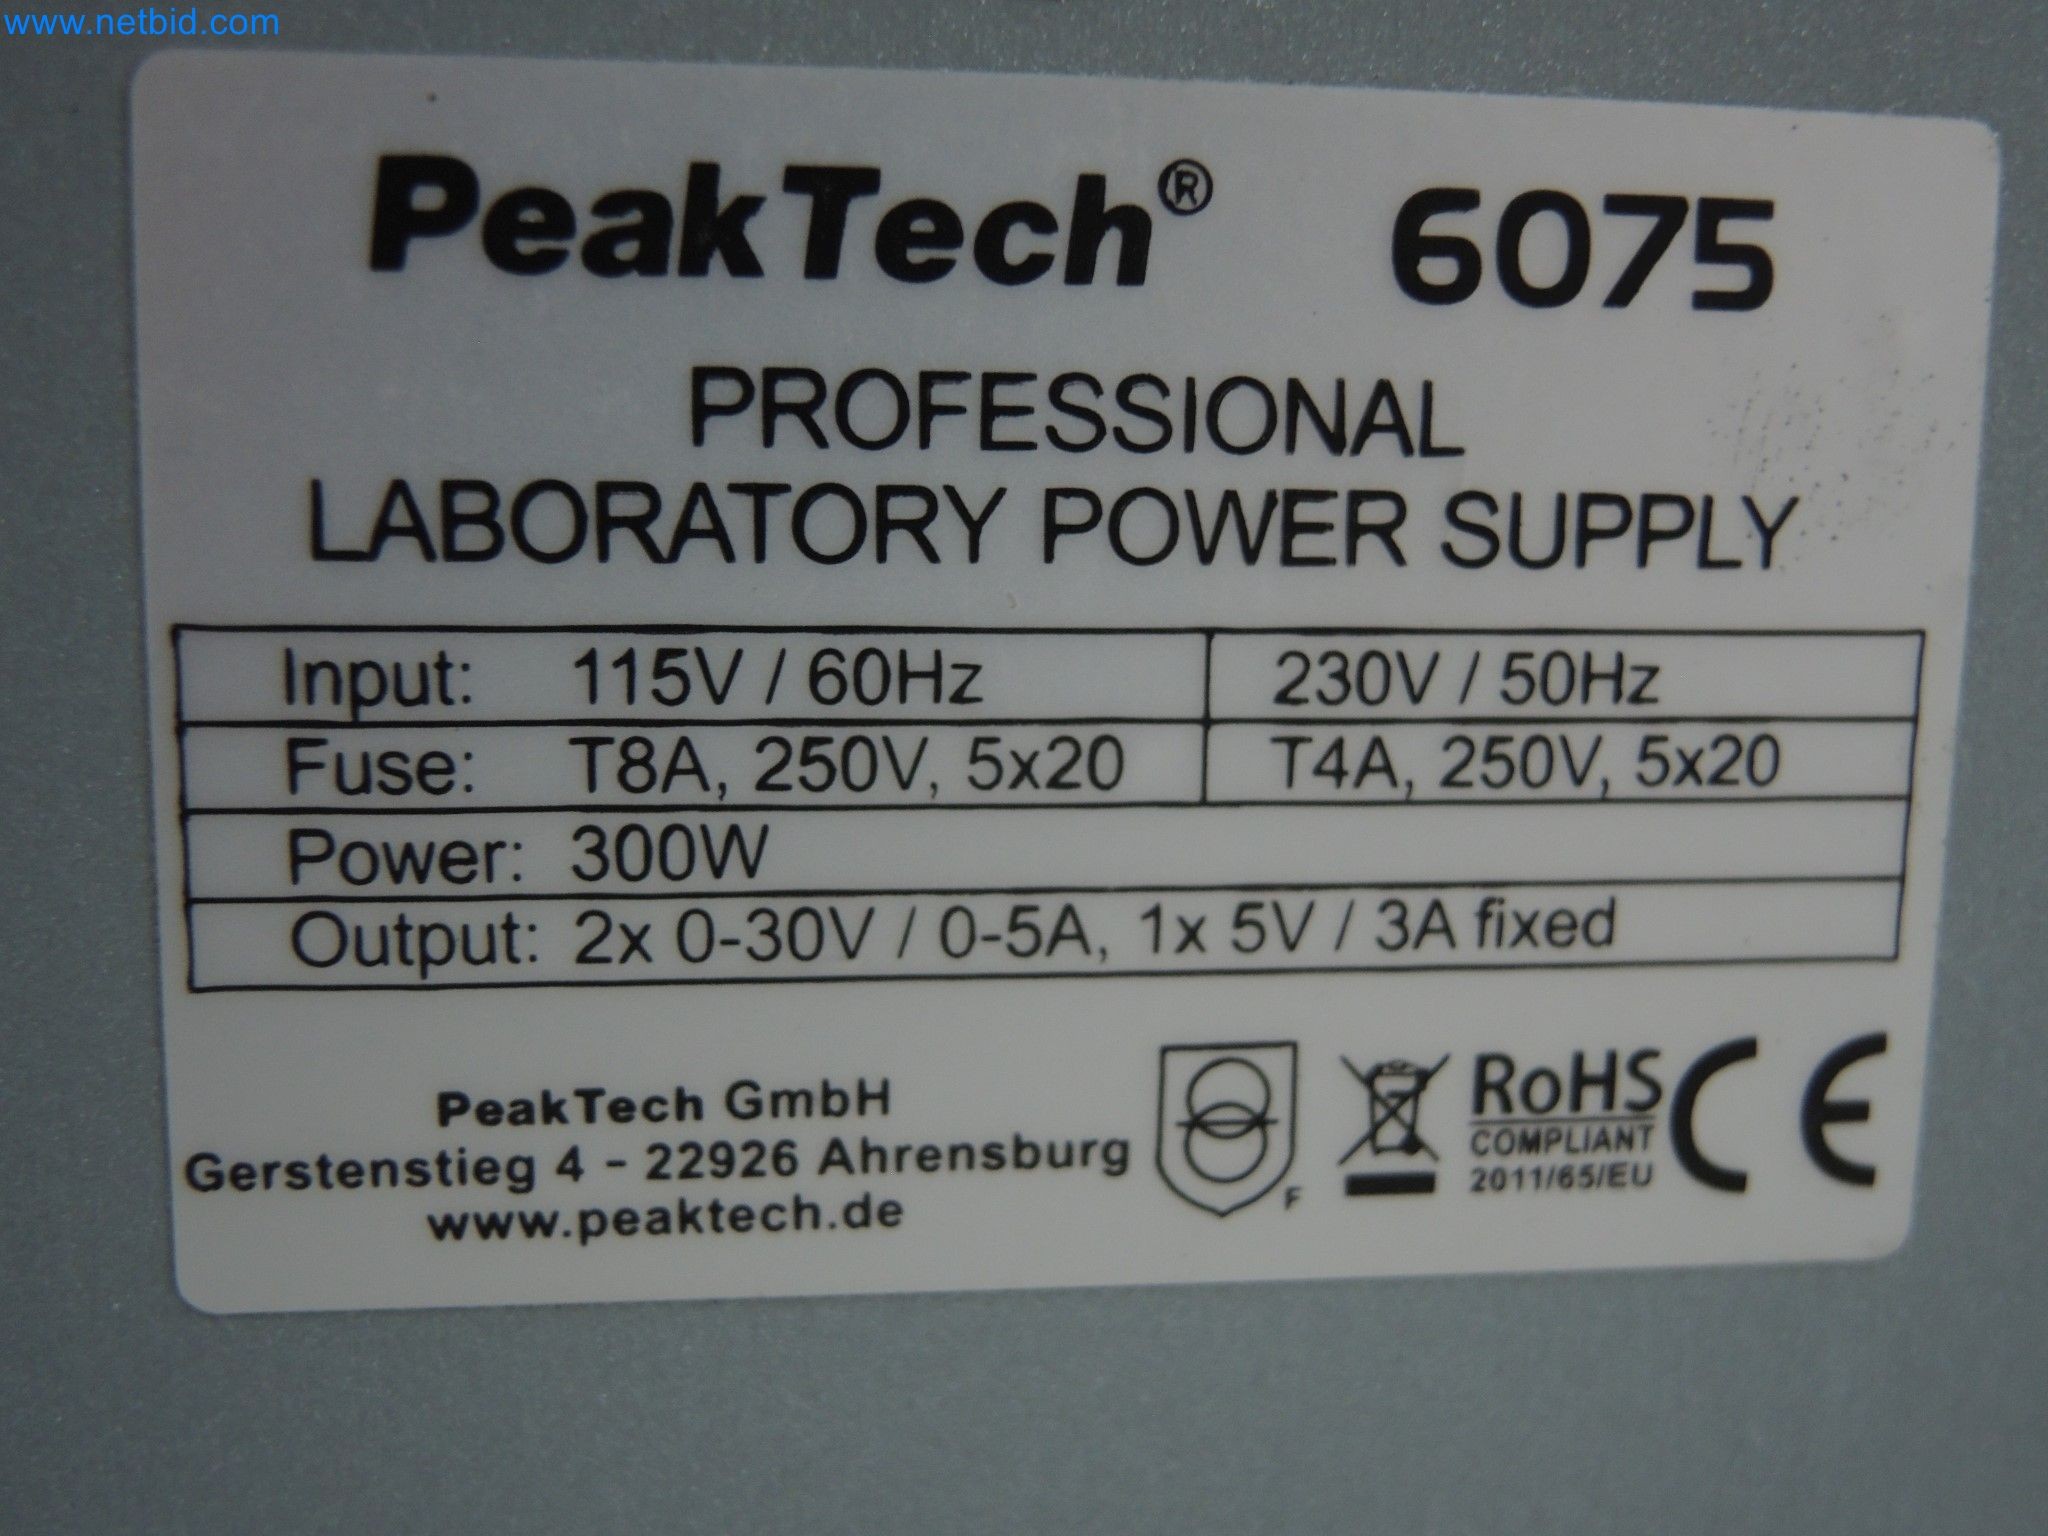 www.netbid.com
PeakTech® 6075
PROFESSIONAL
LABORATORY POWER SUPPLY
Input: 115V / 60Hz 230V / 50Hz
Fuse: T8A, 250V, 5x20 T4A, 250V, 5x20
Power: 300W
Output: 2x 0-30V / 0-5A, 1x 5V / 3A fixed
PeakTech GmbH
Gerstenstieg 4 - 22926 Ahrensburg
www.peaktech.de
F
RoHS
COMPLIANT
2011/65/EU
CE